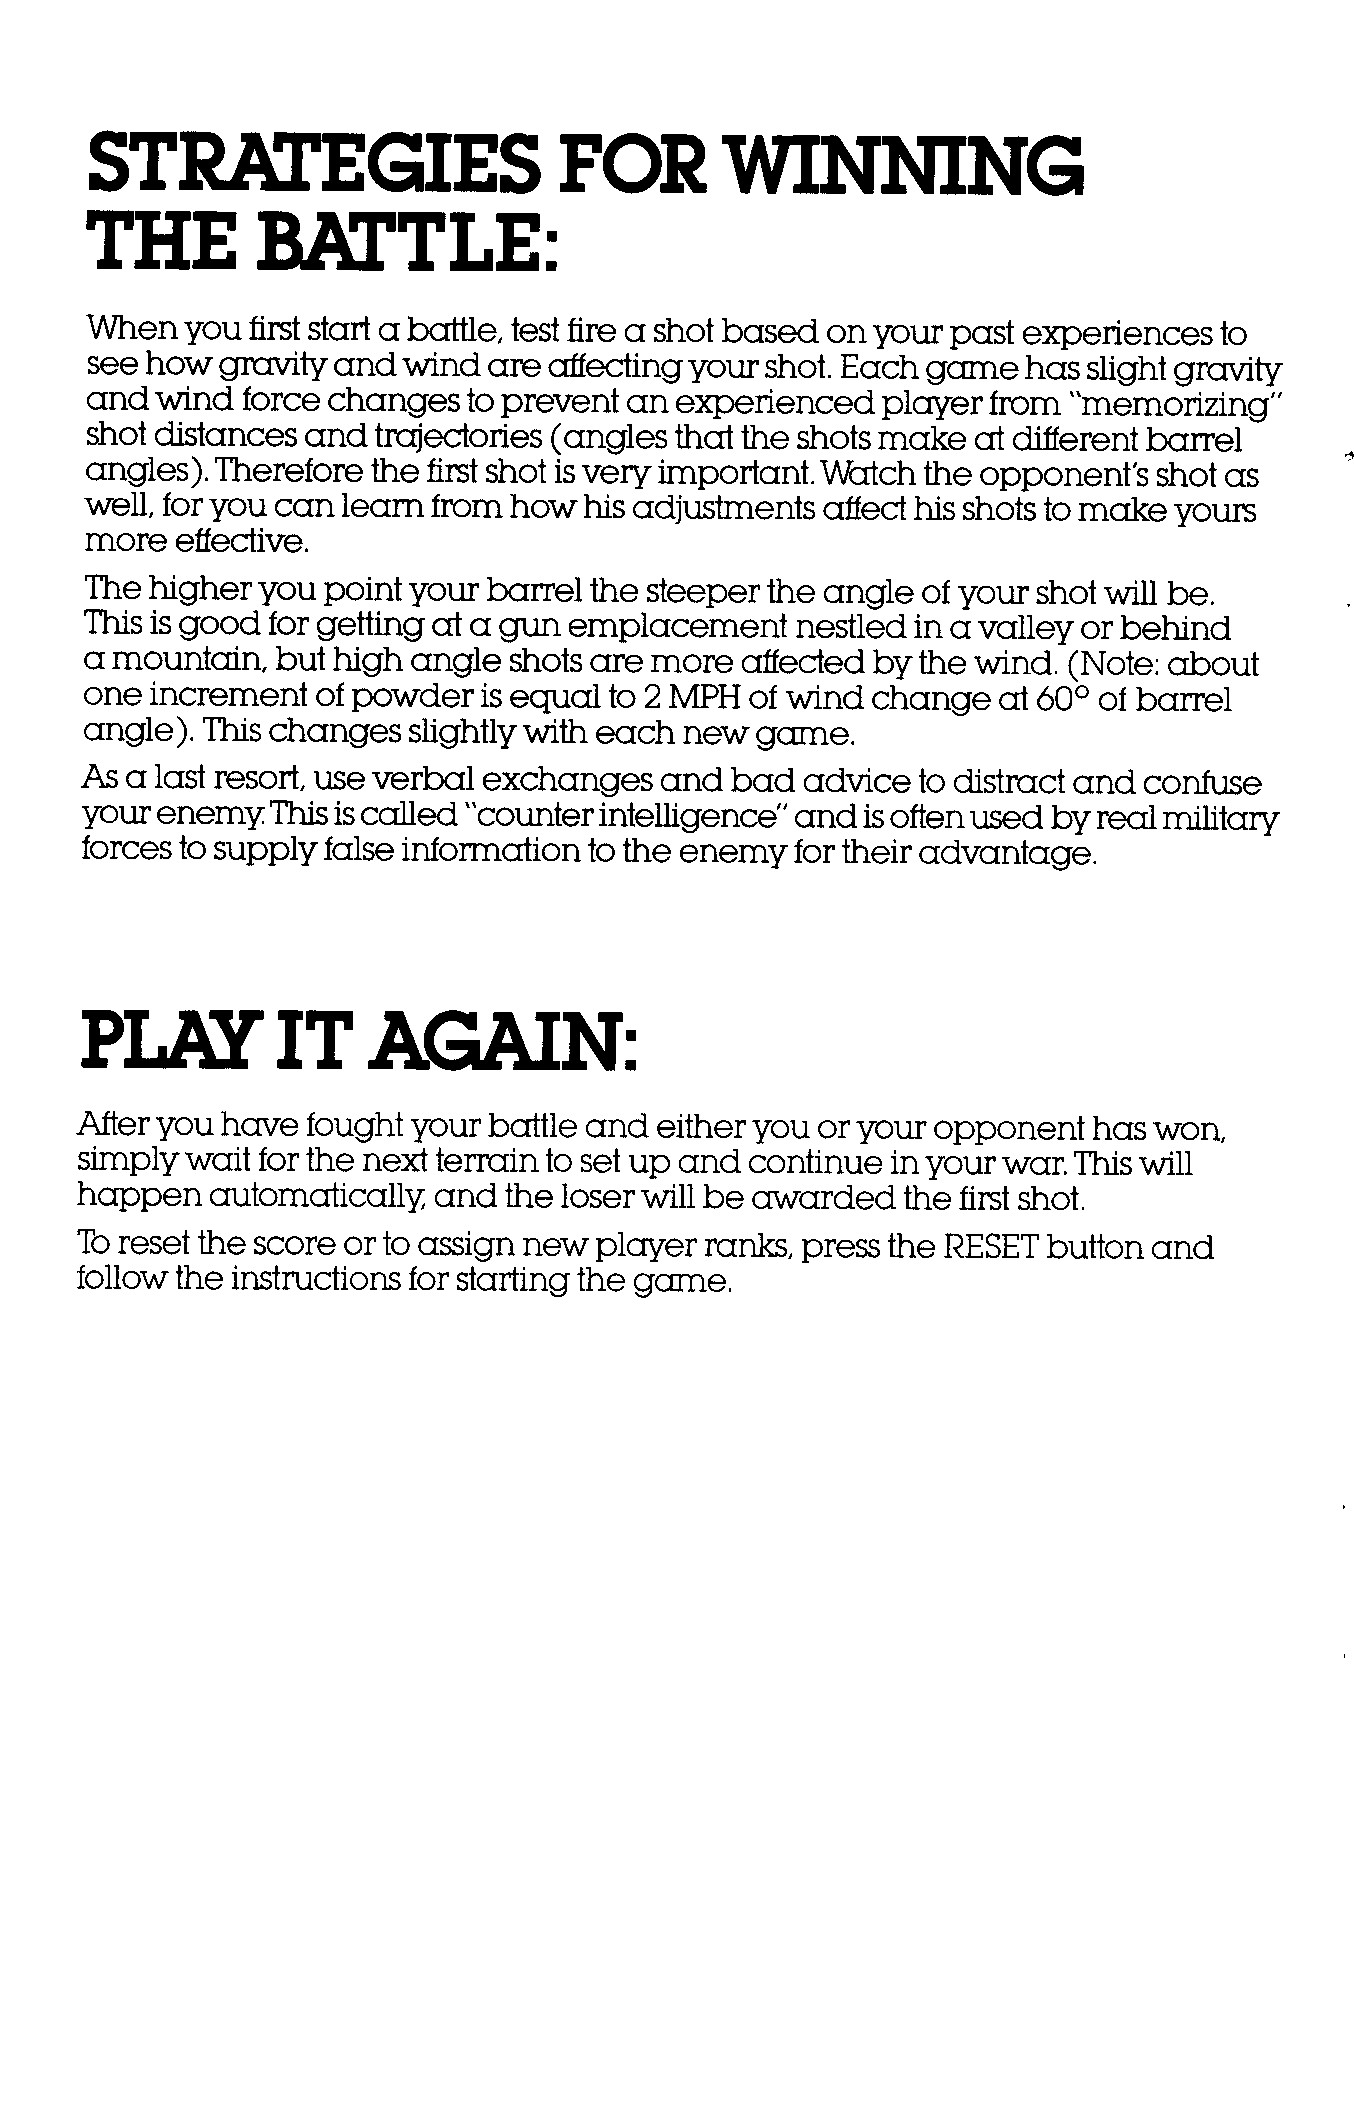 STRATEGIES FOR WINNING
THE BATTLE:
When you first start a battle, test fire a shot based on your past experiences to
see how gravity and wind are affecting your shot. Each game has slight gravity
and wind force changes to prevent an experienced player from "memorizing"
shot distances and trajectories (angles that the shots make at different barrel
angles). Therefore the first shot is very important. Watch the opponent's shot as
well, for you can learn from how his adjustments affect his shots to make yours
more effective.
The higher you point your barrel the steeper the angle of your shot will be.
This is good for getting at a gun emplacement nestled in a valley or behind
a mountain, but high angle shots are more affected by the wind. (Note: about
one increment of powder is equal to 2 MPH of wind change at 60° of barrel
angle). This changes slightly with each new game.
As a last resort, use verbal exchanges and bad advice to distract and confuse
your enemy. This is called "counter intelligence" and is often used by real military
forces to supply false information to the enemy for their advantage.
PLAY IT AGAIN:
After you have fought your battle and either you or your opponent has won,
simply wait for the next terrain to set up and continue in your war. This will
happen automatically, and the loser will be awarded the first shot.
To reset the score or to assign new player ranks, press the RESET button and
follow the instructions for starting the game.